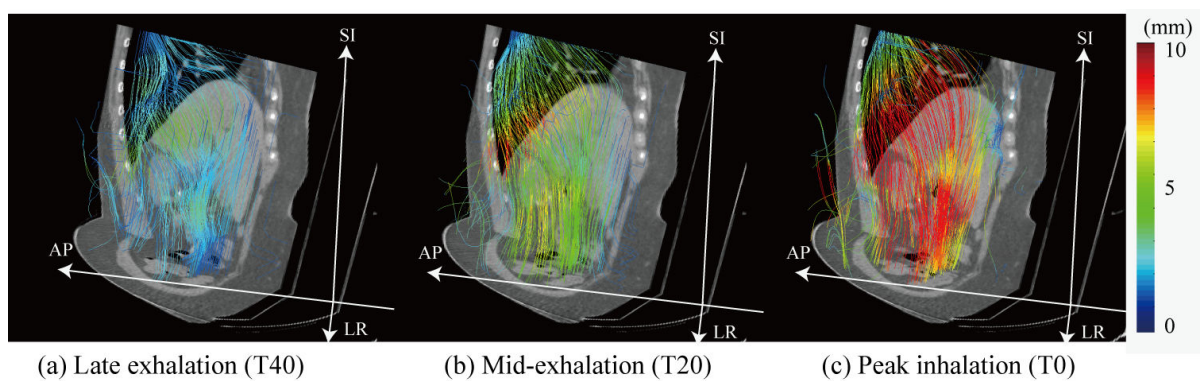 SI
AP
LR
SI
AP
LR
SI
AP
LR
(mm)
10
5
0
(a) Late exhalation (T40)
(b) Mid-exhalation (T20)
(c) Peak inhalation (T0)